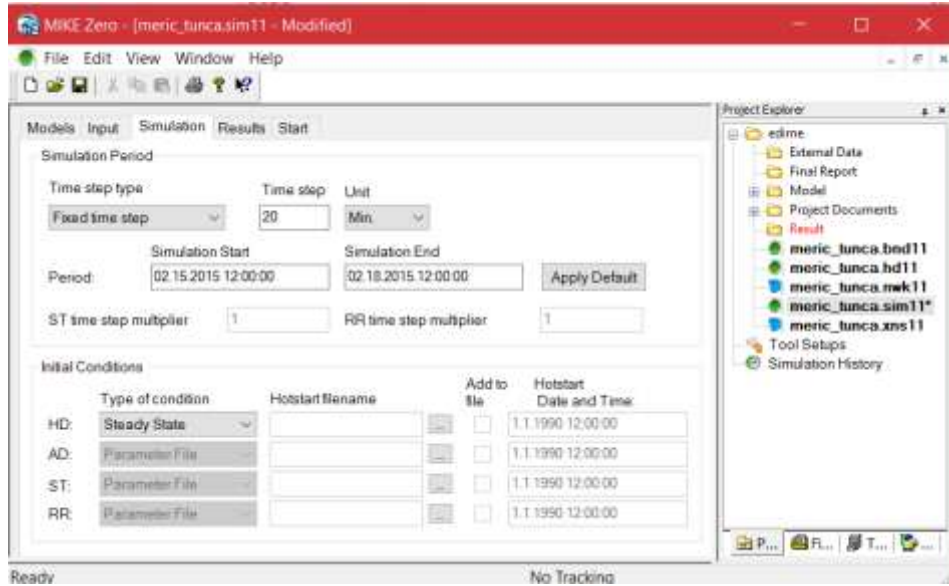 MIKE Zero - [meric_tunca.sim11 - Modified]
File Edit View Window Help
Models Input Simulation Results Start
Simulation Period
Time step type Time step Unit
Fixed time step 20 Min.
Simulation Start Simulation End
Period: 02.15.2015 12:00:00 02.18.2015 12:00:00 Apply Default
ST time step multiplier 1 RR time step multiplier 1
Initial Conditions
Type of condition Hotstart filename Add to file Hotstart Date and Time:
HD: Steady State ... 1.1.1990 12:00:00
AD: Parameter File ... 1.1.1990 12:00:00
ST: Parameter File ... 1.1.1990 12:00:00
RR: Parameter File ... 1.1.1990 12:00:00
Project Explorer
edirne
External Data
Final Report
Model
Project Documents
Result
meric_tunca.bnd11
meric_tunca.hd11
meric_tunca.nwk11
meric_tunca.sim11*
meric_tunca.xns11
Tool Setups
Simulation History
P... Fi... T... ...
Ready No Tracking